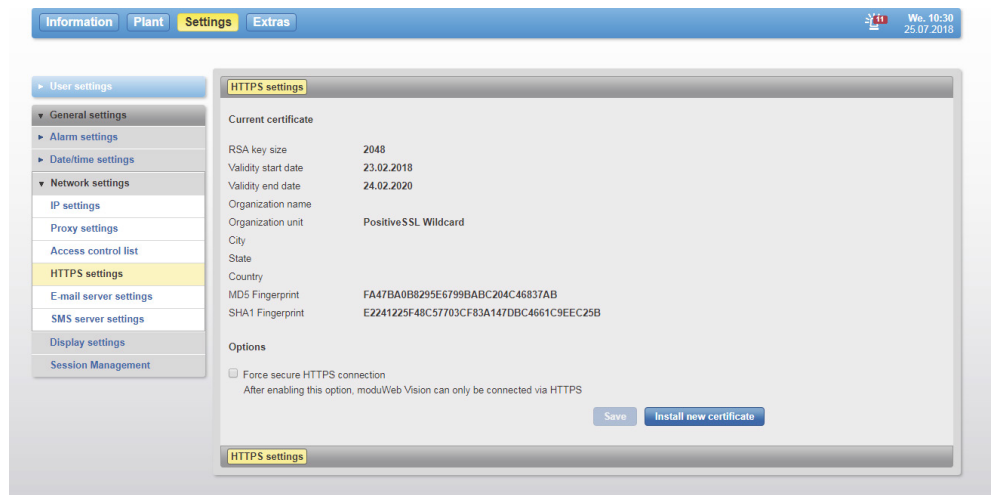 Information Plant Settings Extras
11
We. 10:30
25.07.2018
User settings
General settings
Alarm settings
Date/time settings
Network settings
IP settings
Proxy settings
Access control list
HTTPS settings
E-mail server settings
SMS server settings
Display settings
Session Management
HTTPS settings
Current certificate
RSA key size 2048
Validity start date 23.02.2018
Validity end date 24.02.2020
Organization name
Organization unit PositiveSSL Wildcard
City
State
Country
MD5 Fingerprint FA47BA0B8295E6799BABC204C46837AB
SHA1 Fingerprint E2241225F48C57703CF83A147DBC4661C9EEC25B
Options
Force secure HTTPS connection
After enabling this option, moduWeb Vision can only be connected via HTTPS
Save Install new certificate
HTTPS settings